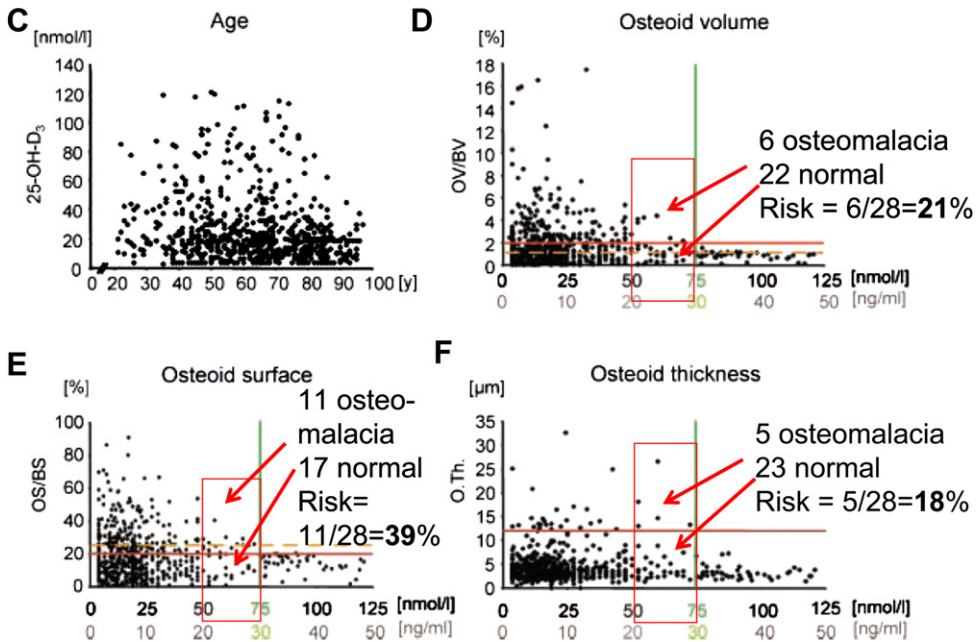 C
Age
[nmol/l]
140
120
100
80
60
40
20
0
25-OH-D3
0 20 30 40 50 60 70 80 90 100 [y]
D
Osteoid volume
[%]
18
16
14
12
10
8
6
4
2
0
OV/BV
6 osteomalacia
22 normal
Risk = 6/28=21%
0 25 50 75 100 125 [nmol/l]
0 10 20 30 40 50 [ng/ml]
E
Osteoid surface
[%]
100
80
60
40
20
0
OS/BS
11 osteo-
malacia
17 normal
Risk=
11/28=39%
0 25 50 75 100 125 [nmol/l]
0 10 20 30 40 50 [ng/ml]
F
Osteoid thickness
[µm]
35
30
25
20
15
10
5
0
O.Th.
5 osteomalacia
23 normal
Risk = 5/28=18%
0 25 50 75 100 125 [nmol/l]
0 10 20 30 40 50 [ng/ml]